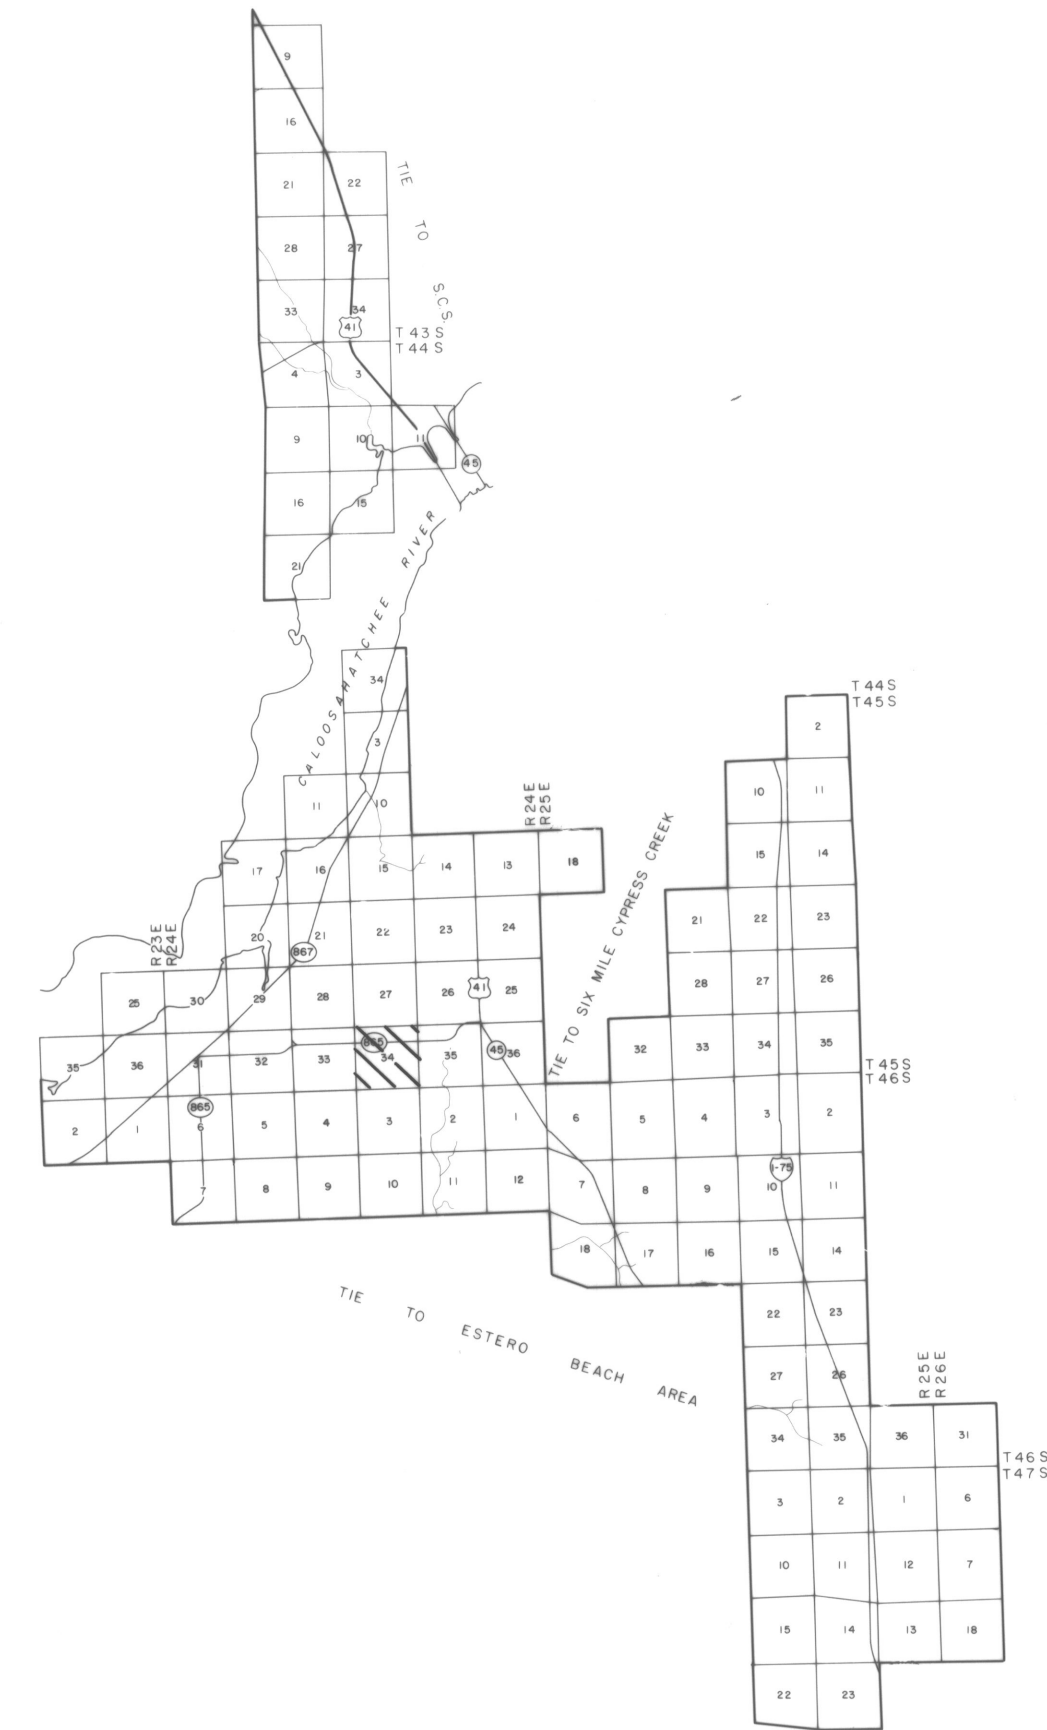 9
16
21 22
28 27
33 34
41
T 43 S
T 44 S
4 3
9 10 11
45
16 15
21
TIE TO S.C.S.
CALOOSAHATCHEE RIVER
34
3
11 10
R24E
R25E
17 16 15 14 13 18
20 21 22 23 24
867
R23E
R24E
25 30 29 28 27 26 41 25
35 36 31 32 33 865 34 35 45 36
865
2 1 6 5 4 3 2 1
7 8 9 10 11 12
TIE TO SIX MILE CYPRESS CREEK
T 44 S
T 45 S
2
10 11
15 14
21 22 23
28 27 26
32 33 34 35
T 45 S
T 46 S
6 5 4 3 2
I-75
7 8 9 10 11
18 17 16 15 14
22 23
27 26
R25E
R26E
34 35 36 31
T 46 S
T 47 S
3 2 1 6
10 11 12 7
15 14 13 18
22 23
TIE TO ESTERO BEACH AREA